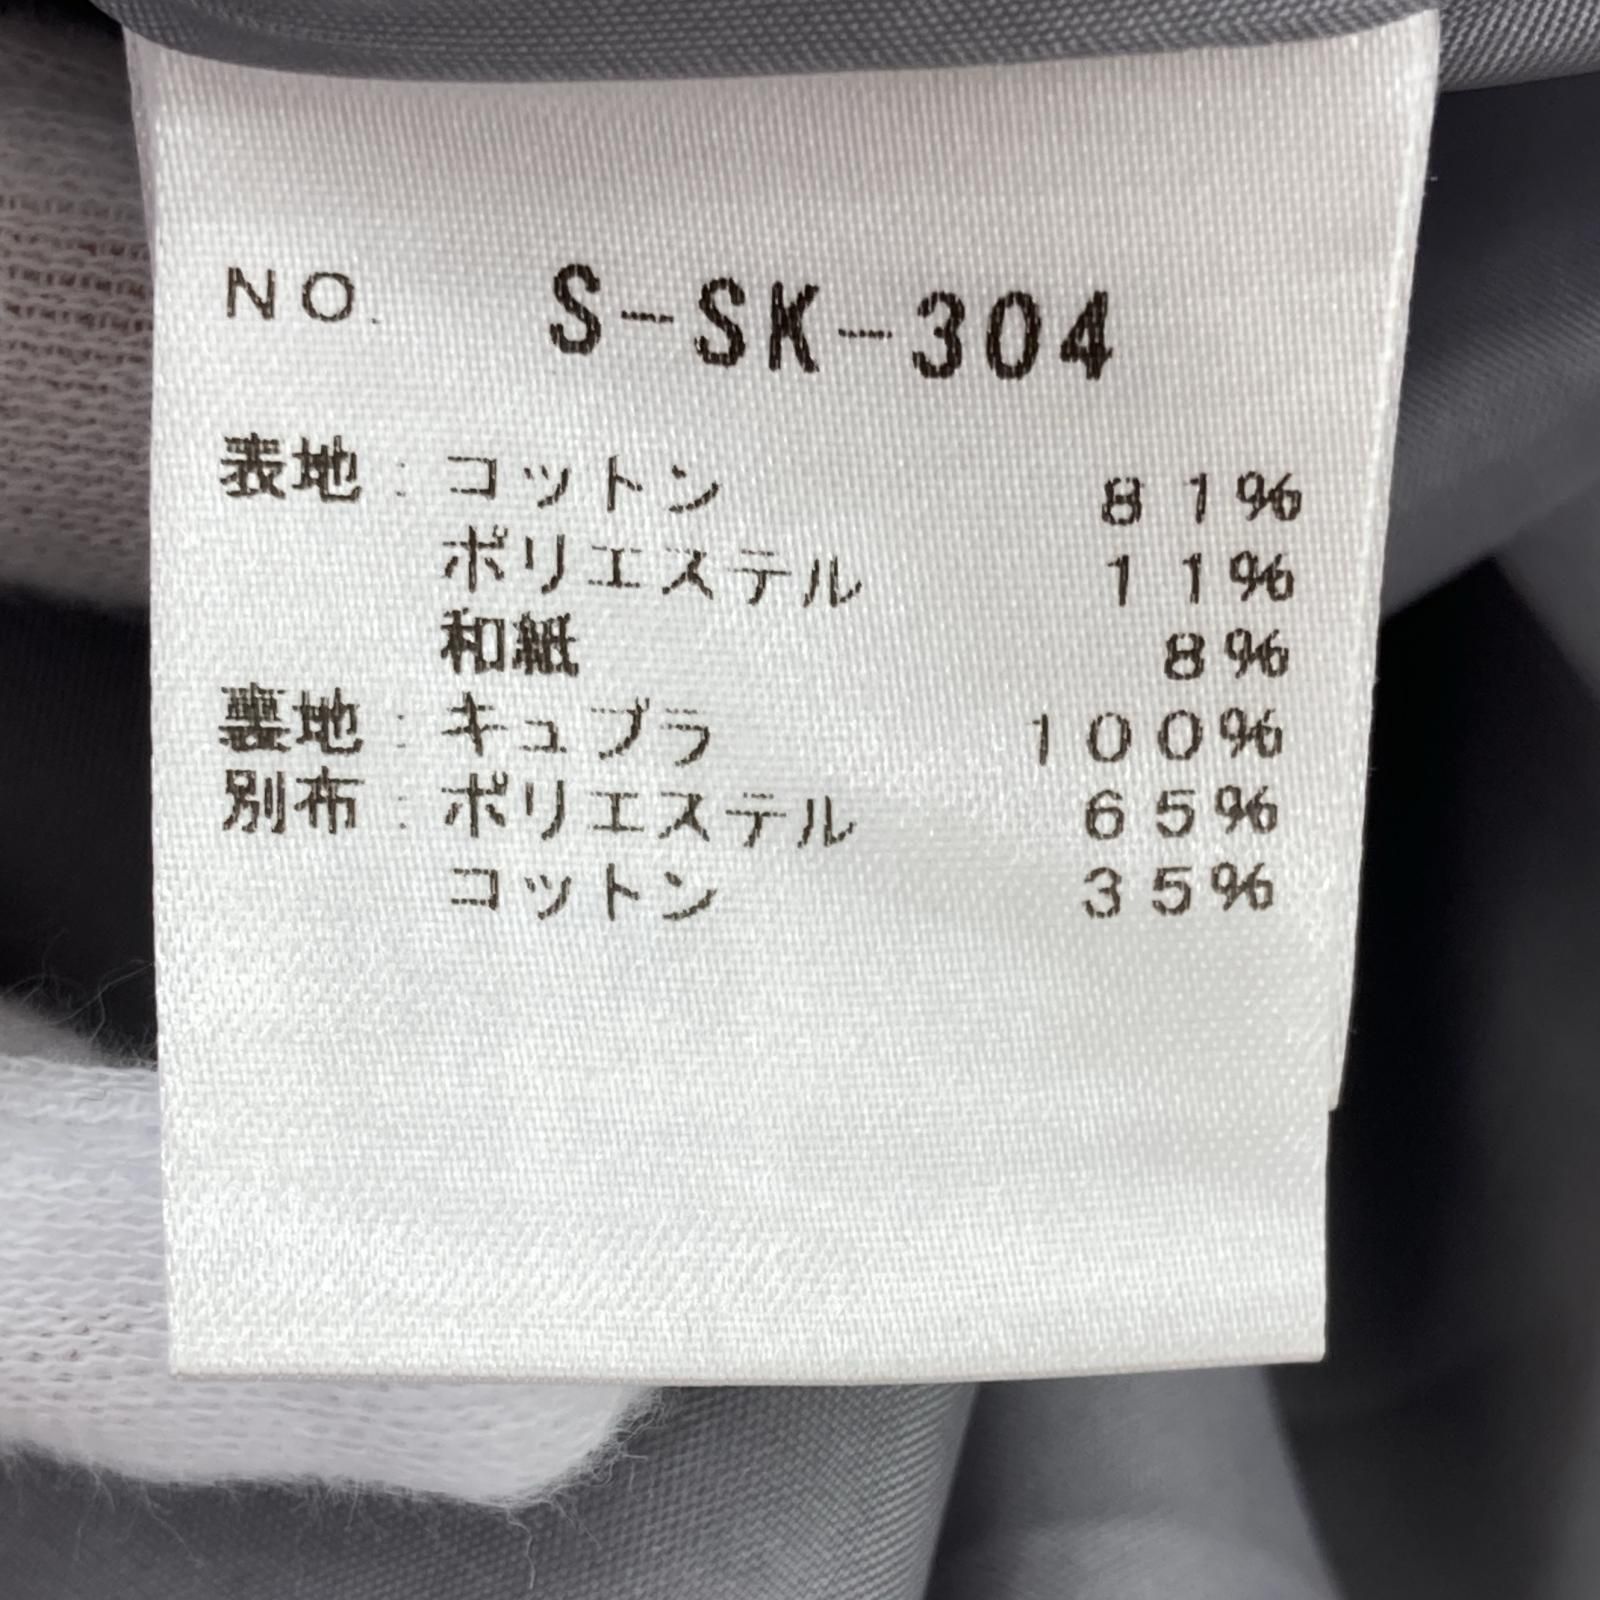 NO. S-SK-304
表地:コットン 81%
ポリエステル 11%
和紙 8%
裏地:キュプラ 100%
別布:ポリエステル 65%
コットン 35%